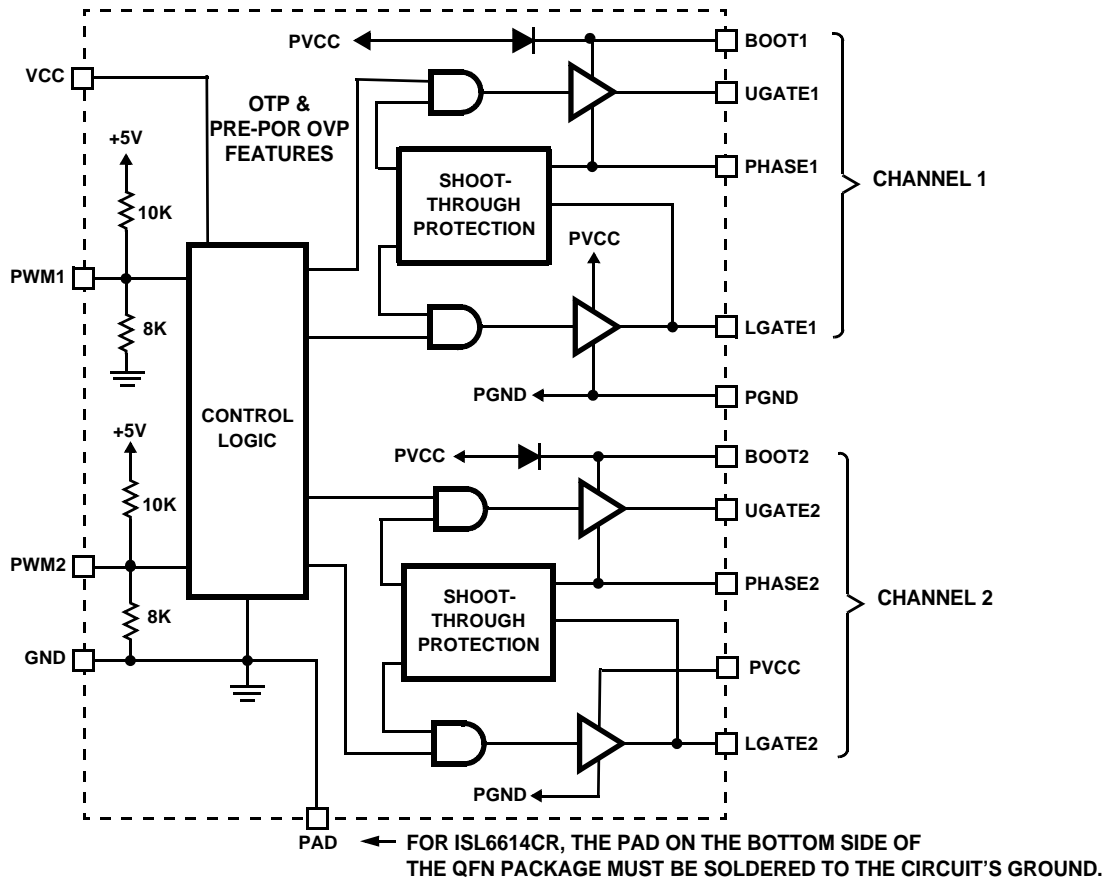 PVCC
BOOT1
VCC
UGATE1
OTP &
PRE-POR OVP
FEATURES
+5V
10K
SHOOT-
THROUGH
PROTECTION
PHASE1
CHANNEL 1
PVCC
PWM1
8K
LGATE1
PGND
PGND
CONTROL
LOGIC
+5V
PVCC
BOOT2
10K
UGATE2
PWM2
SHOOT-
THROUGH
PROTECTION
PHASE2
CHANNEL 2
8K
GND
PVCC
LGATE2
PGND
PAD
FOR ISL6614CR, THE PAD ON THE BOTTOM SIDE OF
THE QFN PACKAGE MUST BE SOLDERED TO THE CIRCUIT'S GROUND.